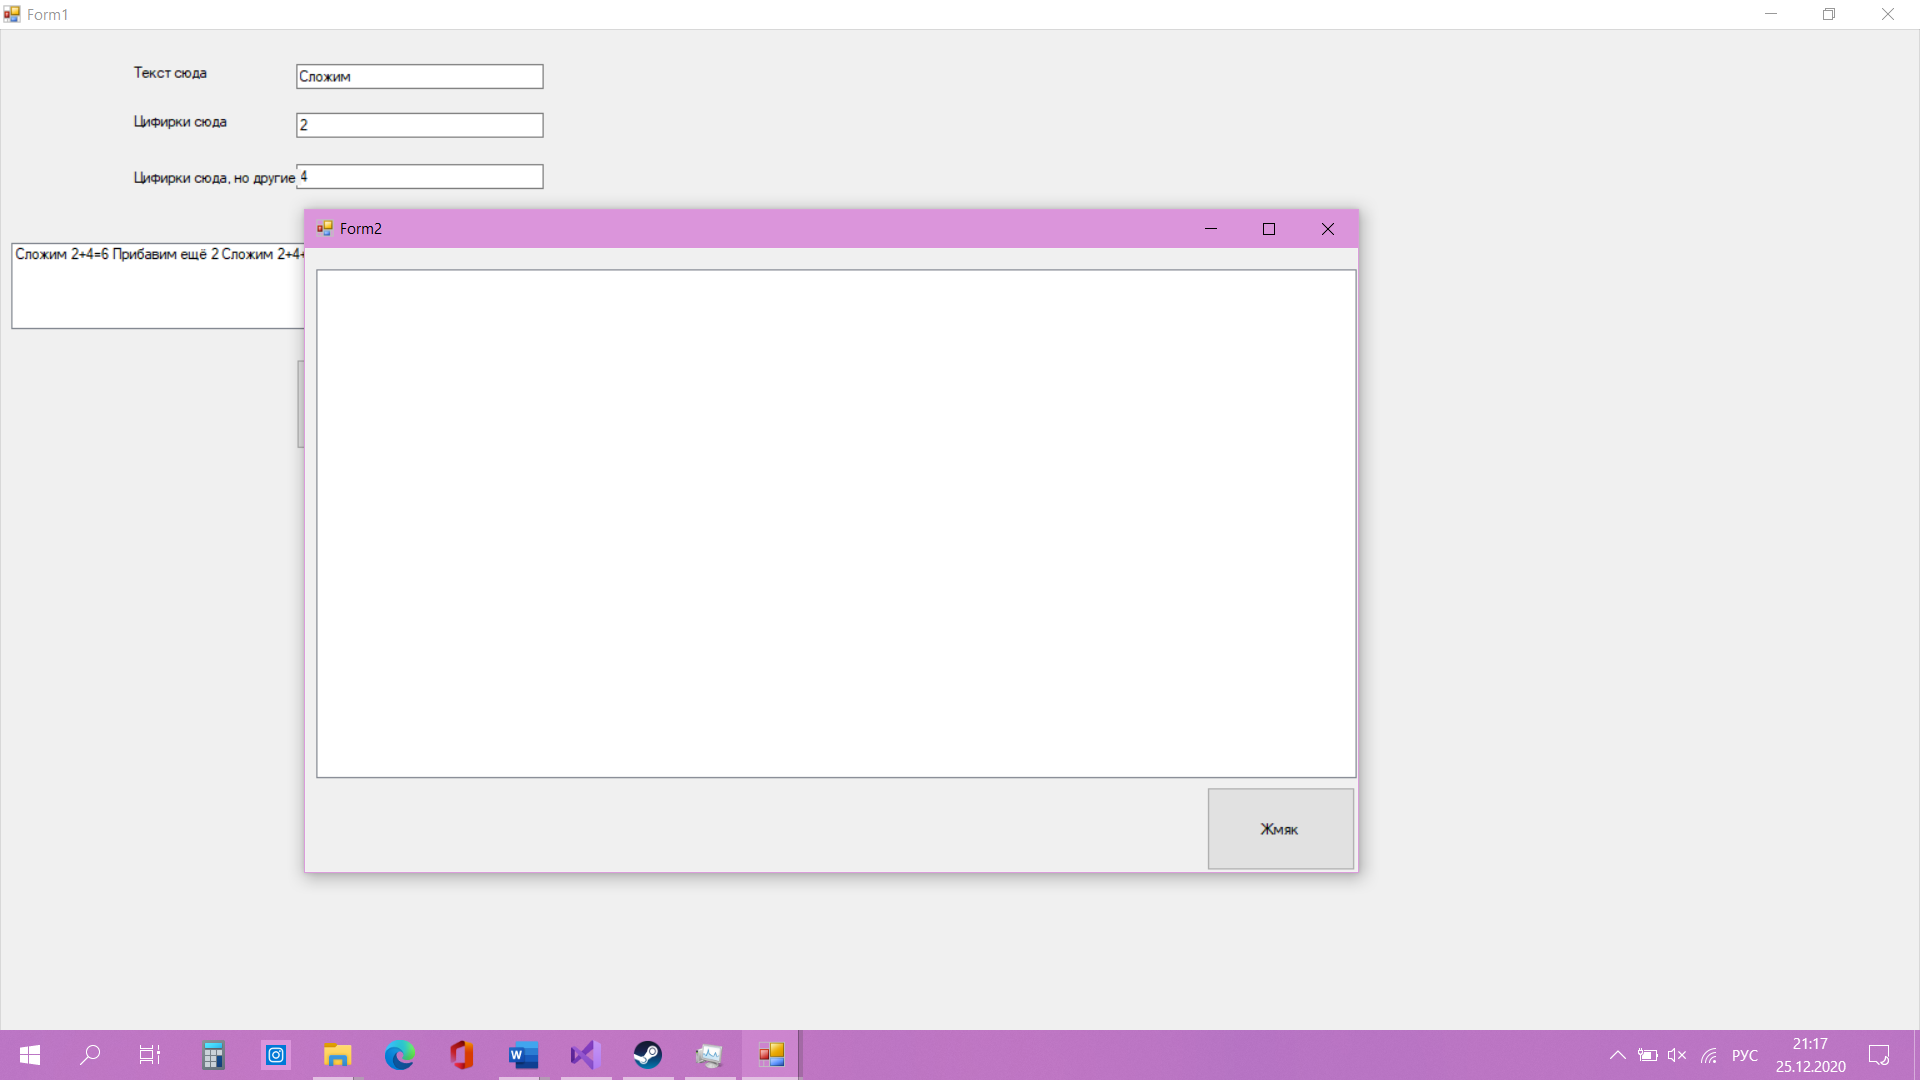 Form1
Текст сюда
Сложим
Цифирки сюда
2
Цифирки сюда, но другие
4
Form2
Сложим 2+4=6 Прибавим ещё 2 Сложим 2+4+
Жмяк
W
РУС
21:17
25.12.2020